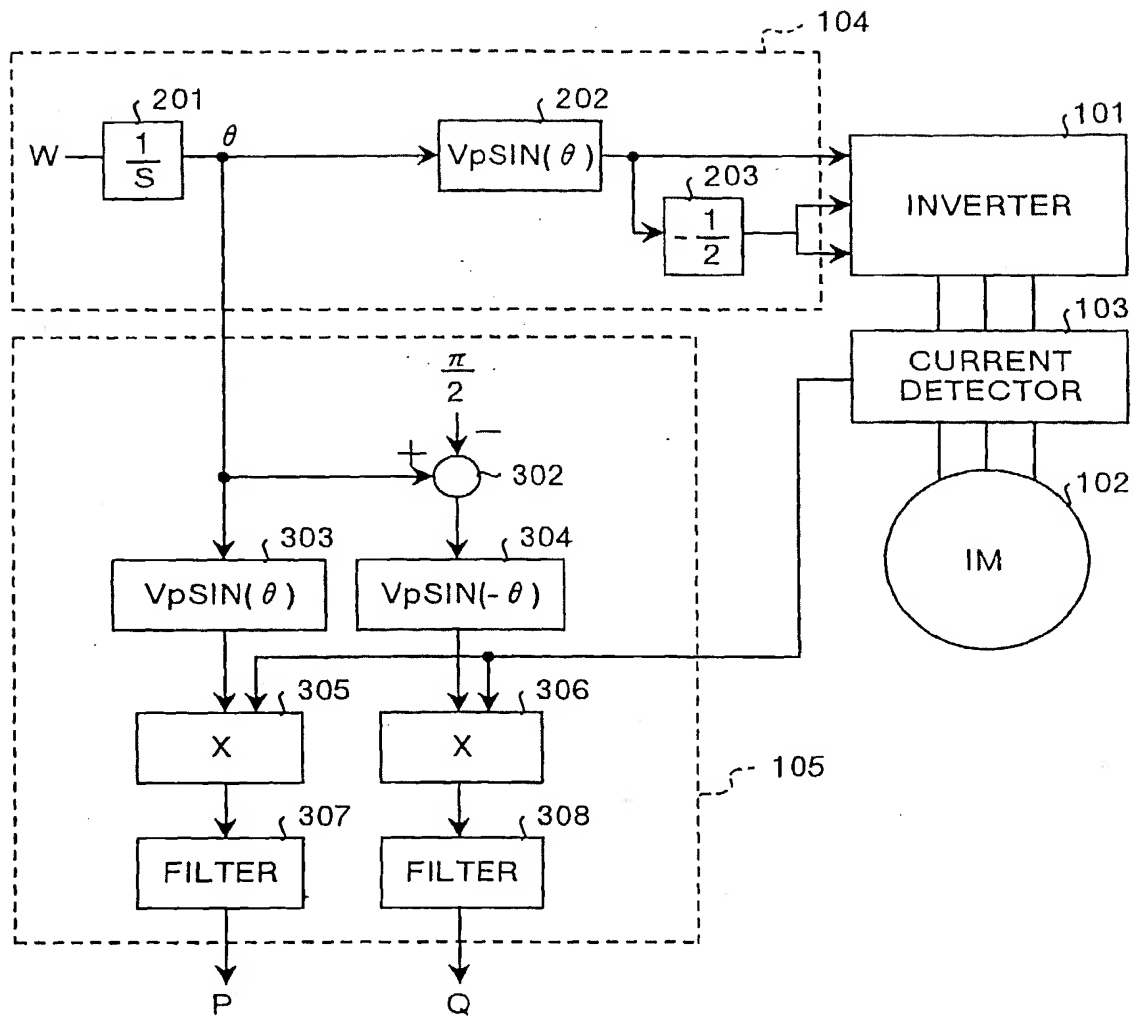 104
201
202
101
W
1/S
θ
VpSIN(θ)
203
INVERTER
-1/2
103
π/2
CURRENT
DETECTOR
−
+
302
102
303
304
IM
VpSIN(θ)
VpSIN(-θ)
305
306
X
X
105
307
308
FILTER
FILTER
P
Q